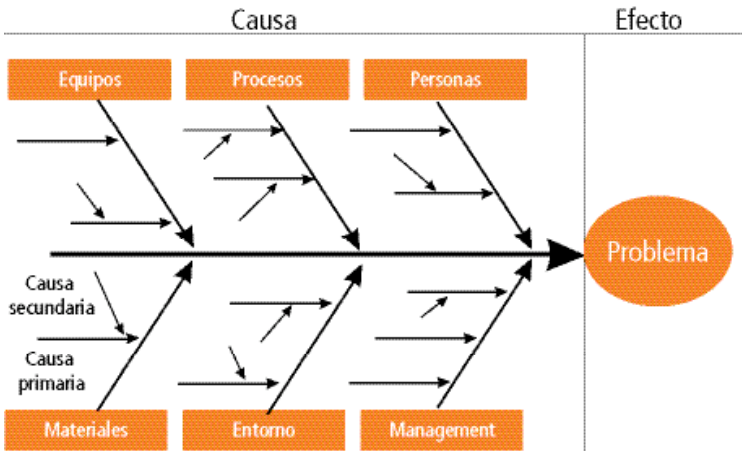 Causa
Efecto
Equipos
Procesos
Personas
Problema
Causa
secundaria
Causa
primaria
Materiales
Entorno
Management